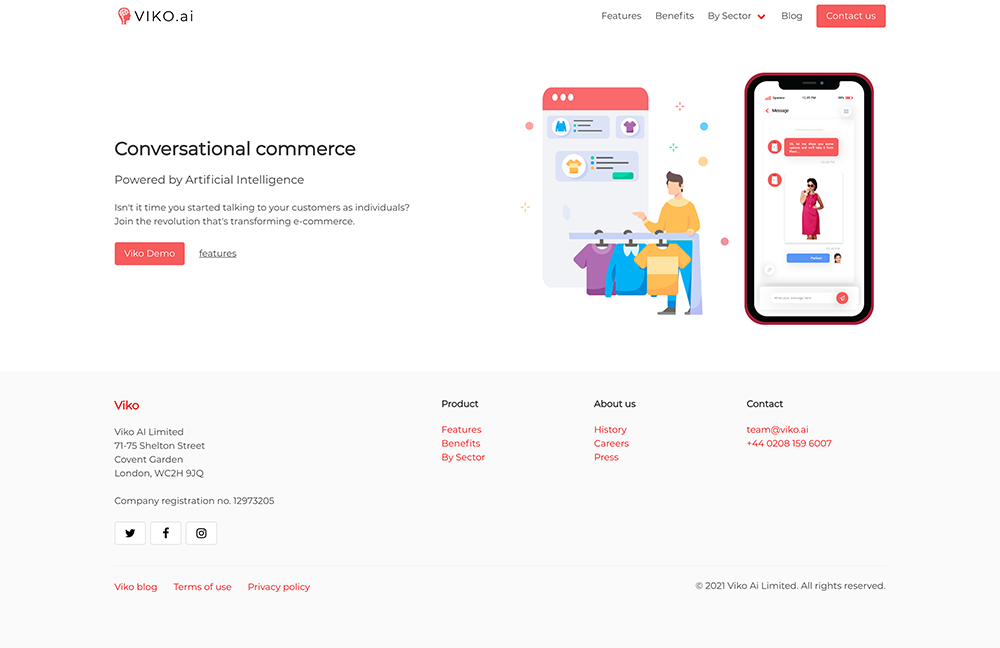 VIKO.ai
Features Benefits By Sector Blog Contact us
Conversational commerce
Powered by Artificial Intelligence
Isn't it time you started talking to your customers as individuals?
Join the revolution that's transforming e-commerce.
Viko Demo features
Message
Viko
Viko AI Limited
71-75 Shelton Street
Covent Garden
London, WC2H 9JQ
Company registration no. 12973205
Product
Features
Benefits
By Sector
About us
History
Careers
Press
Contact
team@viko.ai
+44 0208 159 6007
Viko blog Terms of use Privacy policy
© 2021 Viko Ai Limited. All rights reserved.